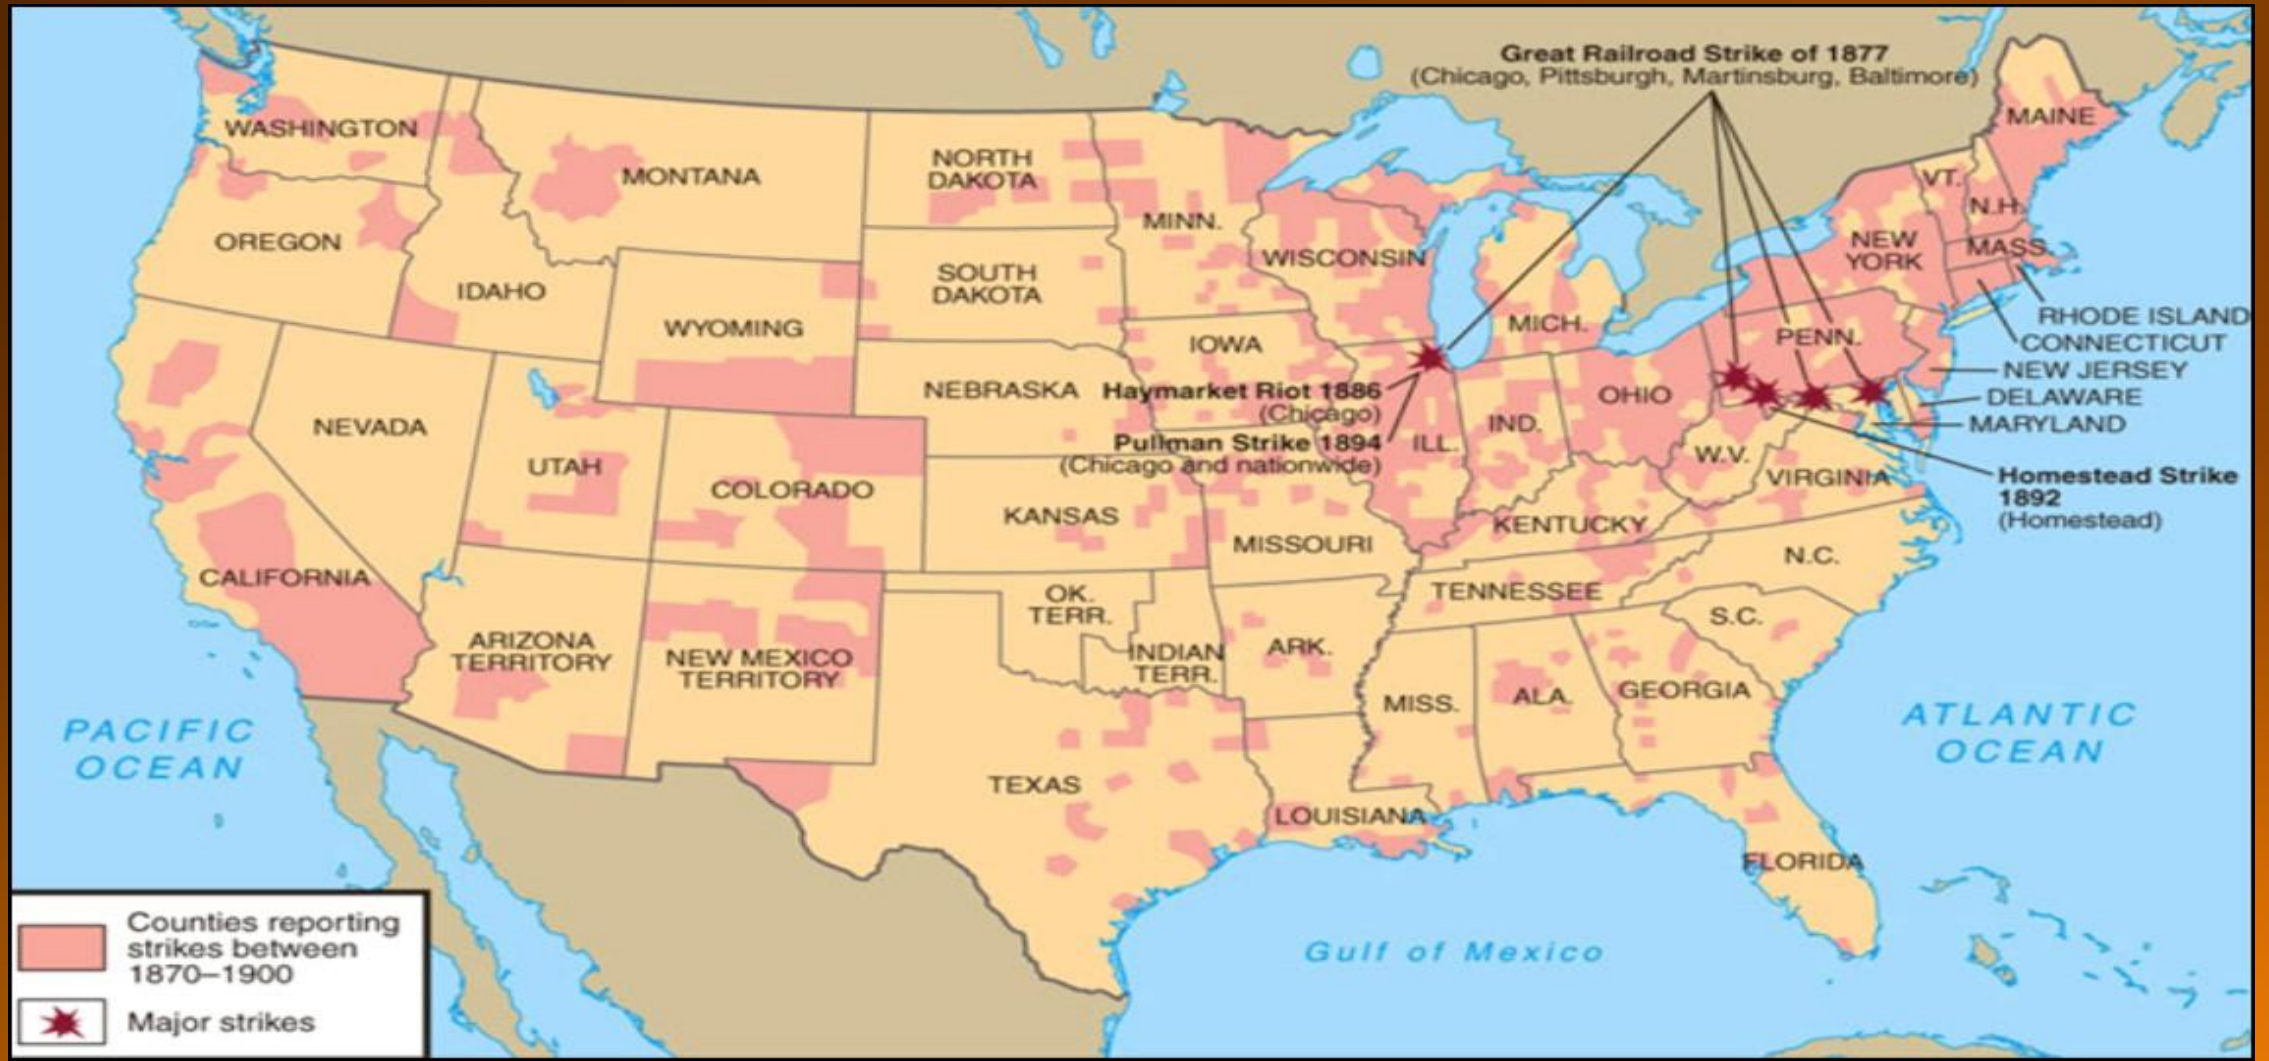 Great Railroad Strike of 1877
(Chicago, Pittsburgh, Martinsburg, Baltimore)
MAINE
WASHINGTON
MONTANA
NORTH
DAKOTA
MINN.
VT.
N.H.
OREGON
IDAHO
WISCONSIN
NEW
YORK
MASS.
SOUTH
DAKOTA
WYOMING
MICH.
PENN.
RHODE ISLAND
CONNECTICUT
NEW JERSEY
DELAWARE
MARYLAND
IOWA
NEBRASKA
Haymarket Riot 1886
(Chicago)
Pullman Strike 1894
(Chicago and nationwide)
ILL.
IND.
OHIO
W.V.
VIRGINIA
Homestead Strike
1892
(Homestead)
NEVADA
UTAH
COLORADO
KANSAS
MISSOURI
KENTUCKY
N.C.
CALIFORNIA
TENNESSEE
S.C.
ARIZONA
TERRITORY
NEW MEXICO
TERRITORY
OK.
TERR.
INDIAN
TERR.
ARK.
MISS.
ALA.
GEORGIA
PACIFIC
OCEAN
ATLANTIC
OCEAN
TEXAS
LOUISIANA
FLORIDA
Gulf of Mexico
Counties reporting
strikes between
1870–1900
Major strikes